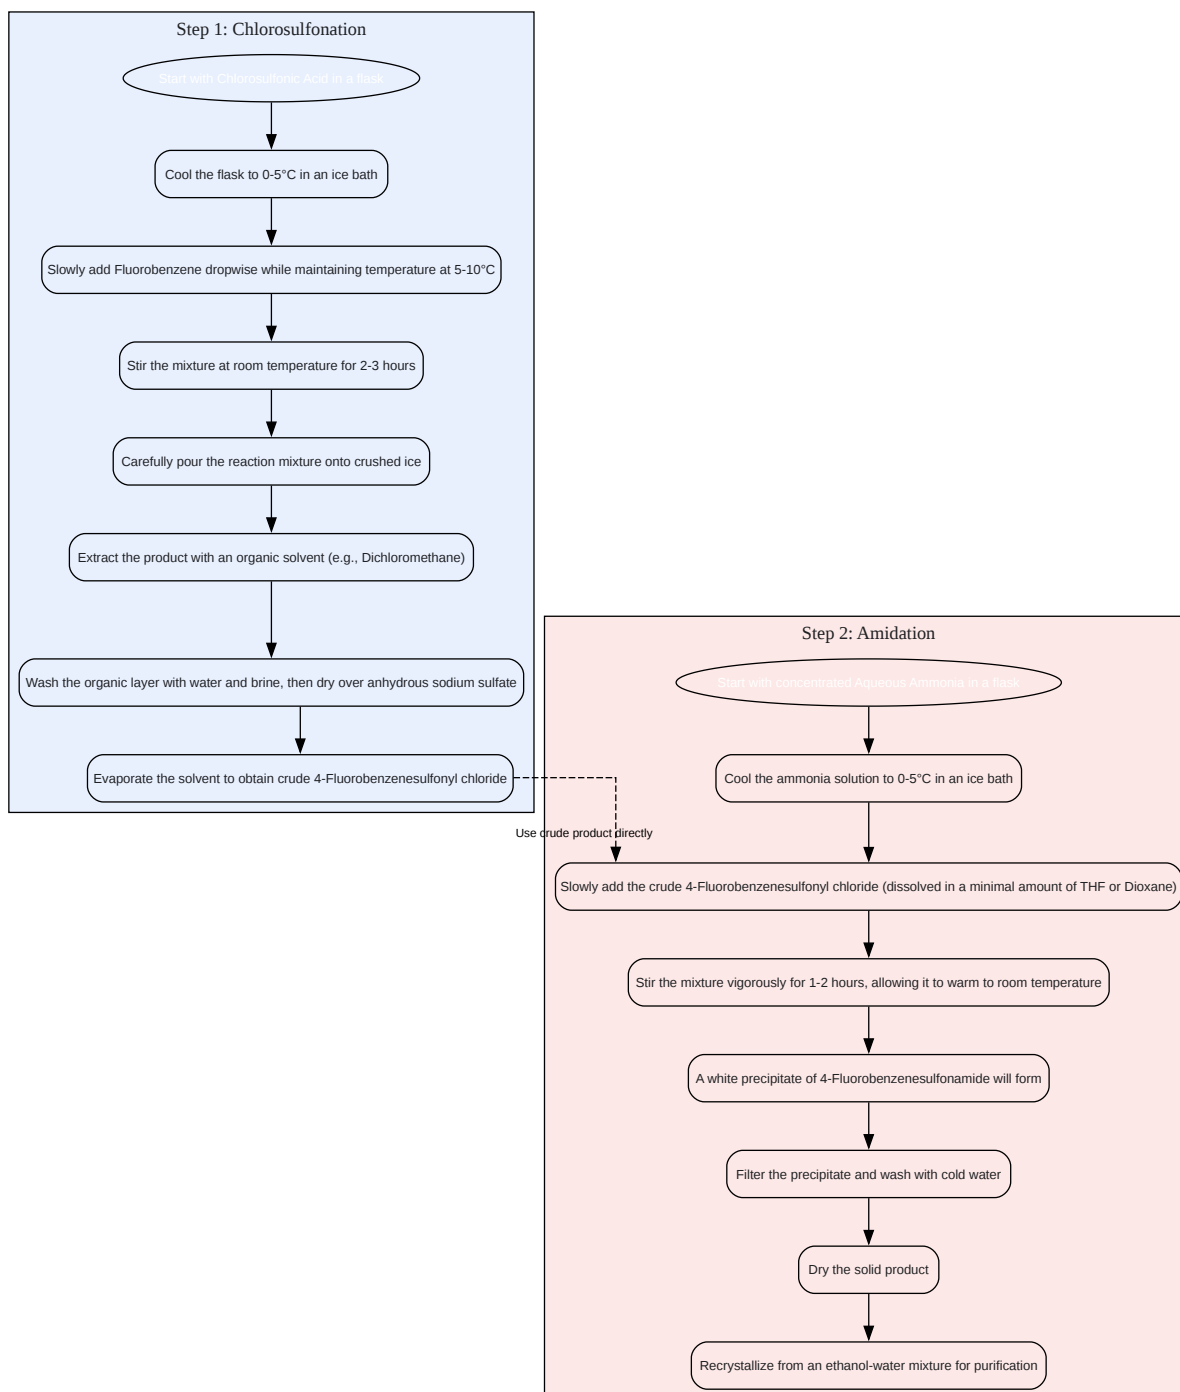 Step 1: Chlorosulfonation
Start with Chlorosulfonic Acid in a flask
Cool the flask to 0-5°C in an ice bath
Slowly add Fluorobenzene dropwise while maintaining temperature at 5-10°C
Stir the mixture at room temperature for 2-3 hours
Carefully pour the reaction mixture onto crushed ice
Extract the product with an organic solvent (e.g., Dichloromethane)
Wash the organic layer with water and brine, then dry over anhydrous sodium sulfate
Evaporate the solvent to obtain crude 4-Fluorobenzenesulfonyl chloride
Use crude product directly
Step 2: Amidation
Start with concentrated Aqueous Ammonia in a flask
Cool the ammonia solution to 0-5°C in an ice bath
Slowly add the crude 4-Fluorobenzenesulfonyl chloride (dissolved in a minimal amount of THF or Dioxane)
Stir the mixture vigorously for 1-2 hours, allowing it to warm to room temperature
A white precipitate of 4-Fluorobenzenesulfonamide will form
Filter the precipitate and wash with cold water
Dry the solid product
Recrystallize from an ethanol-water mixture for purification